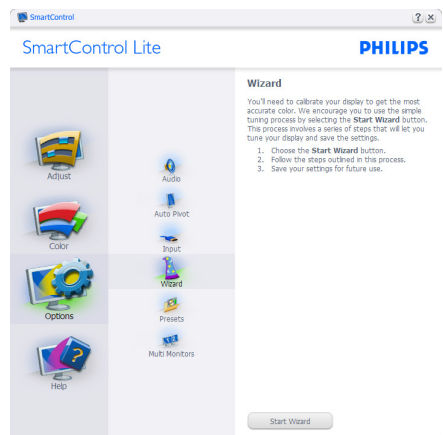 SmartControl
SmartControl Lite
PHILIPS
Adjust
Color
Options
Help
Audio
Auto Pivot
Input
Wizard
Presets
Multi Monitors
Wizard
You'll need to calibrate your display to get the most
accurate color. We encourage you to use the simple
tuning process by selecting the Start Wizard button.
This process involves a series of steps that will let you
tune your display and save the settings.
1. Choose the Start Wizard button.
2. Follow the steps outlined in this process.
3. Save your settings for future use.
Start Wizard